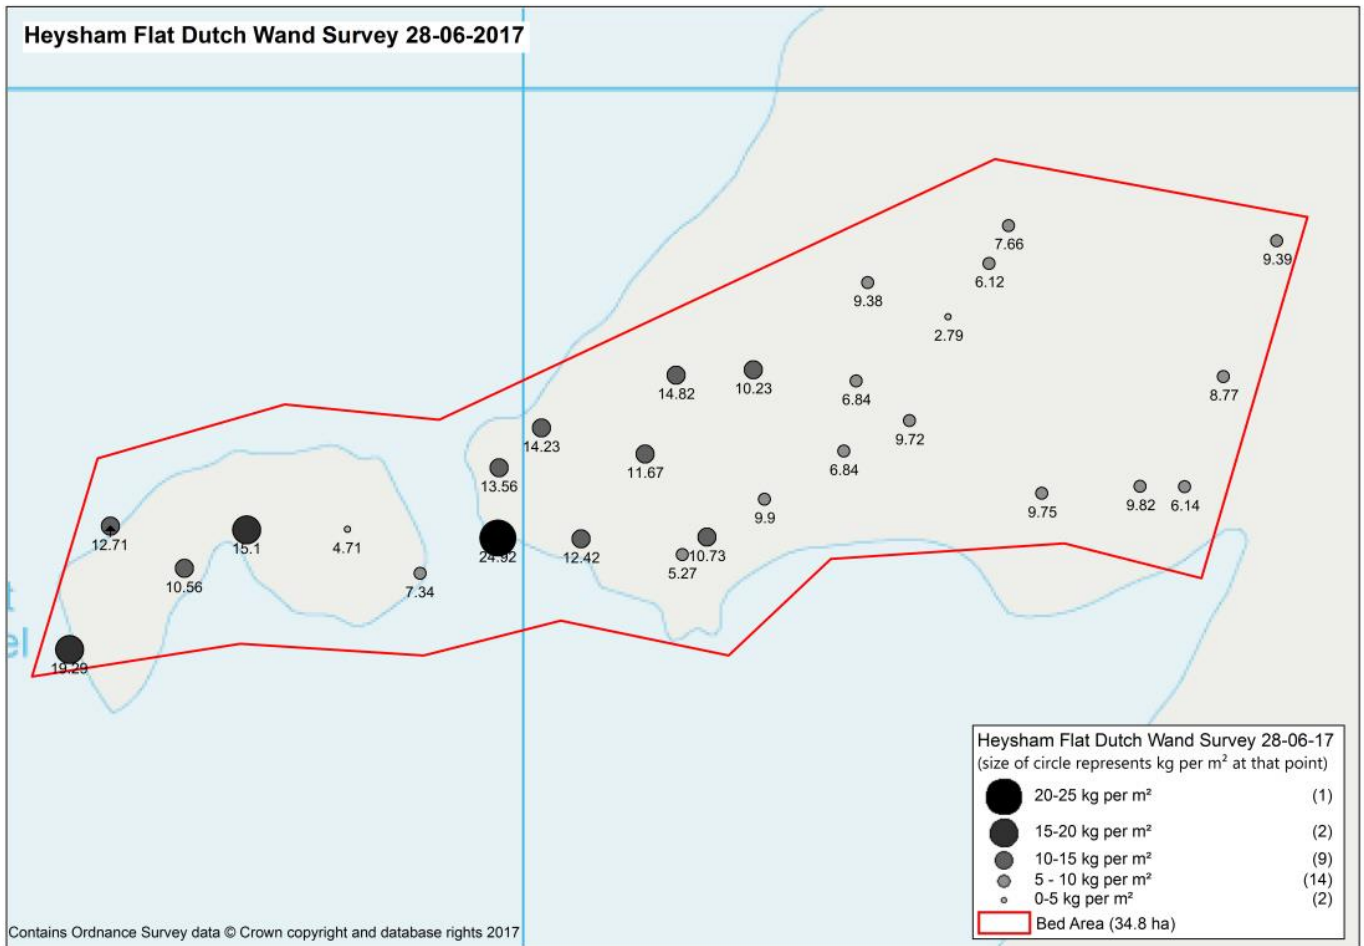 Heysham Flat Dutch Wand Survey 28-06-2017
7.66
9.39
6.12
9.38
2.79
14.82
10.23
6.84
8.77
14.23
9.72
11.67
6.84
13.56
9.9
9.75
9.82
6.14
12.71
15.1
4.71
24.92
12.42
10.73
5.27
10.56
7.34
t
el
19.29
Heysham Flat Dutch Wand Survey 28-06-17
(size of circle represents kg per m² at that point)
20-25 kg per m² (1)
15-20 kg per m² (2)
10-15 kg per m² (9)
5 - 10 kg per m² (14)
0-5 kg per m² (2)
Bed Area (34.8 ha)
Contains Ordnance Survey data © Crown copyright and database rights 2017